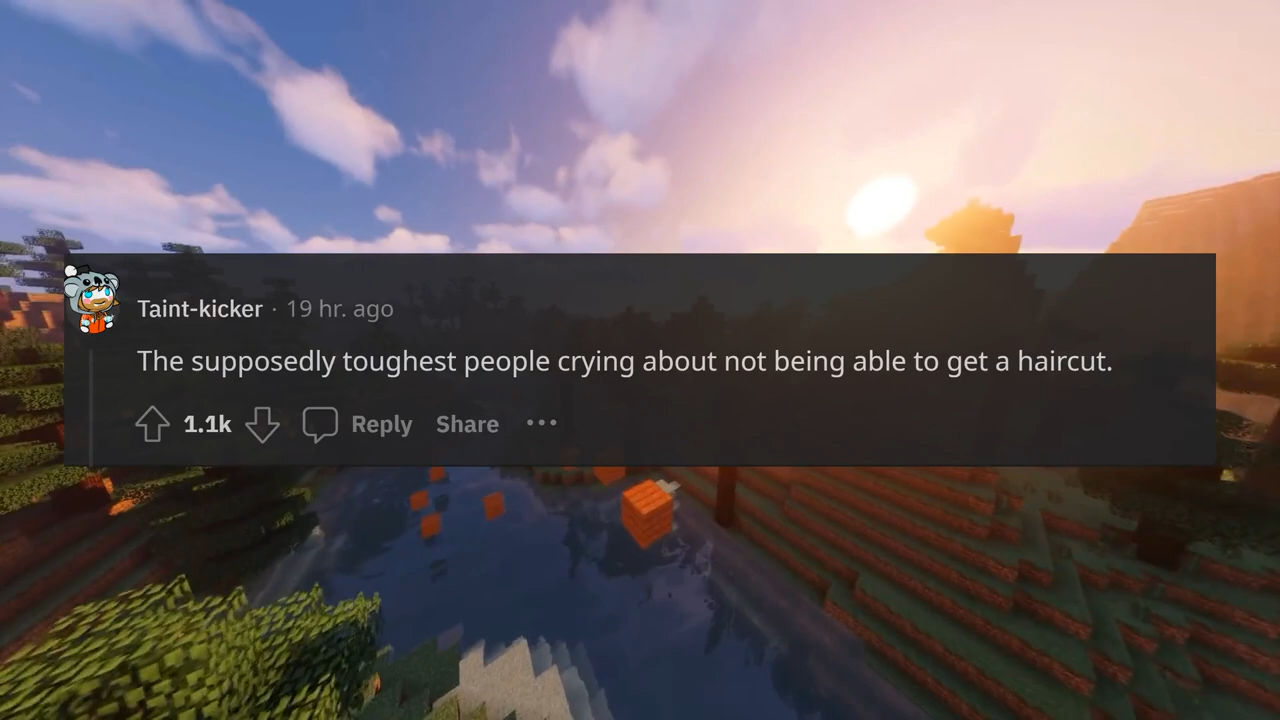 Taint-kicker · 19 hr. ago
The supposedly toughest people crying about not being able to get a haircut.
1.1k Reply Share ···